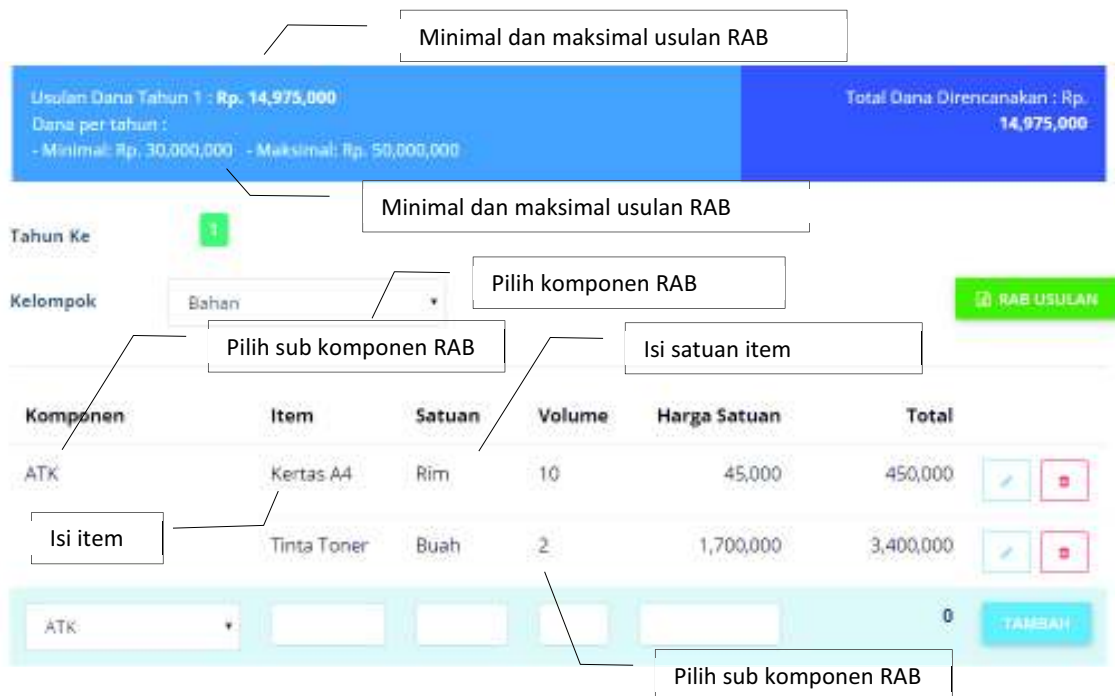 Minimal dan maksimal usulan RAB
Usulan Dana Tahun 1 : Rp. 14,975,000
Dana per tahun :
- Minimal: Rp. 30,000,000 - Maksimal: Rp. 50,000,000
Total Dana Direncanakan : Rp.
14,975,000
Minimal dan maksimal usulan RAB
Tahun Ke 1
Pilih komponen RAB
Kelompok Bahan RAB USULAN
Pilih sub komponen RAB
Isi satuan item
Komponen Item Satuan Volume Harga Satuan Total
ATK Kertas A4 Rim 10 45,000 450,000
Isi item
Tinta Toner Buah 2 1,700,000 3,400,000
ATK 0 TAMBAH
Pilih sub komponen RAB